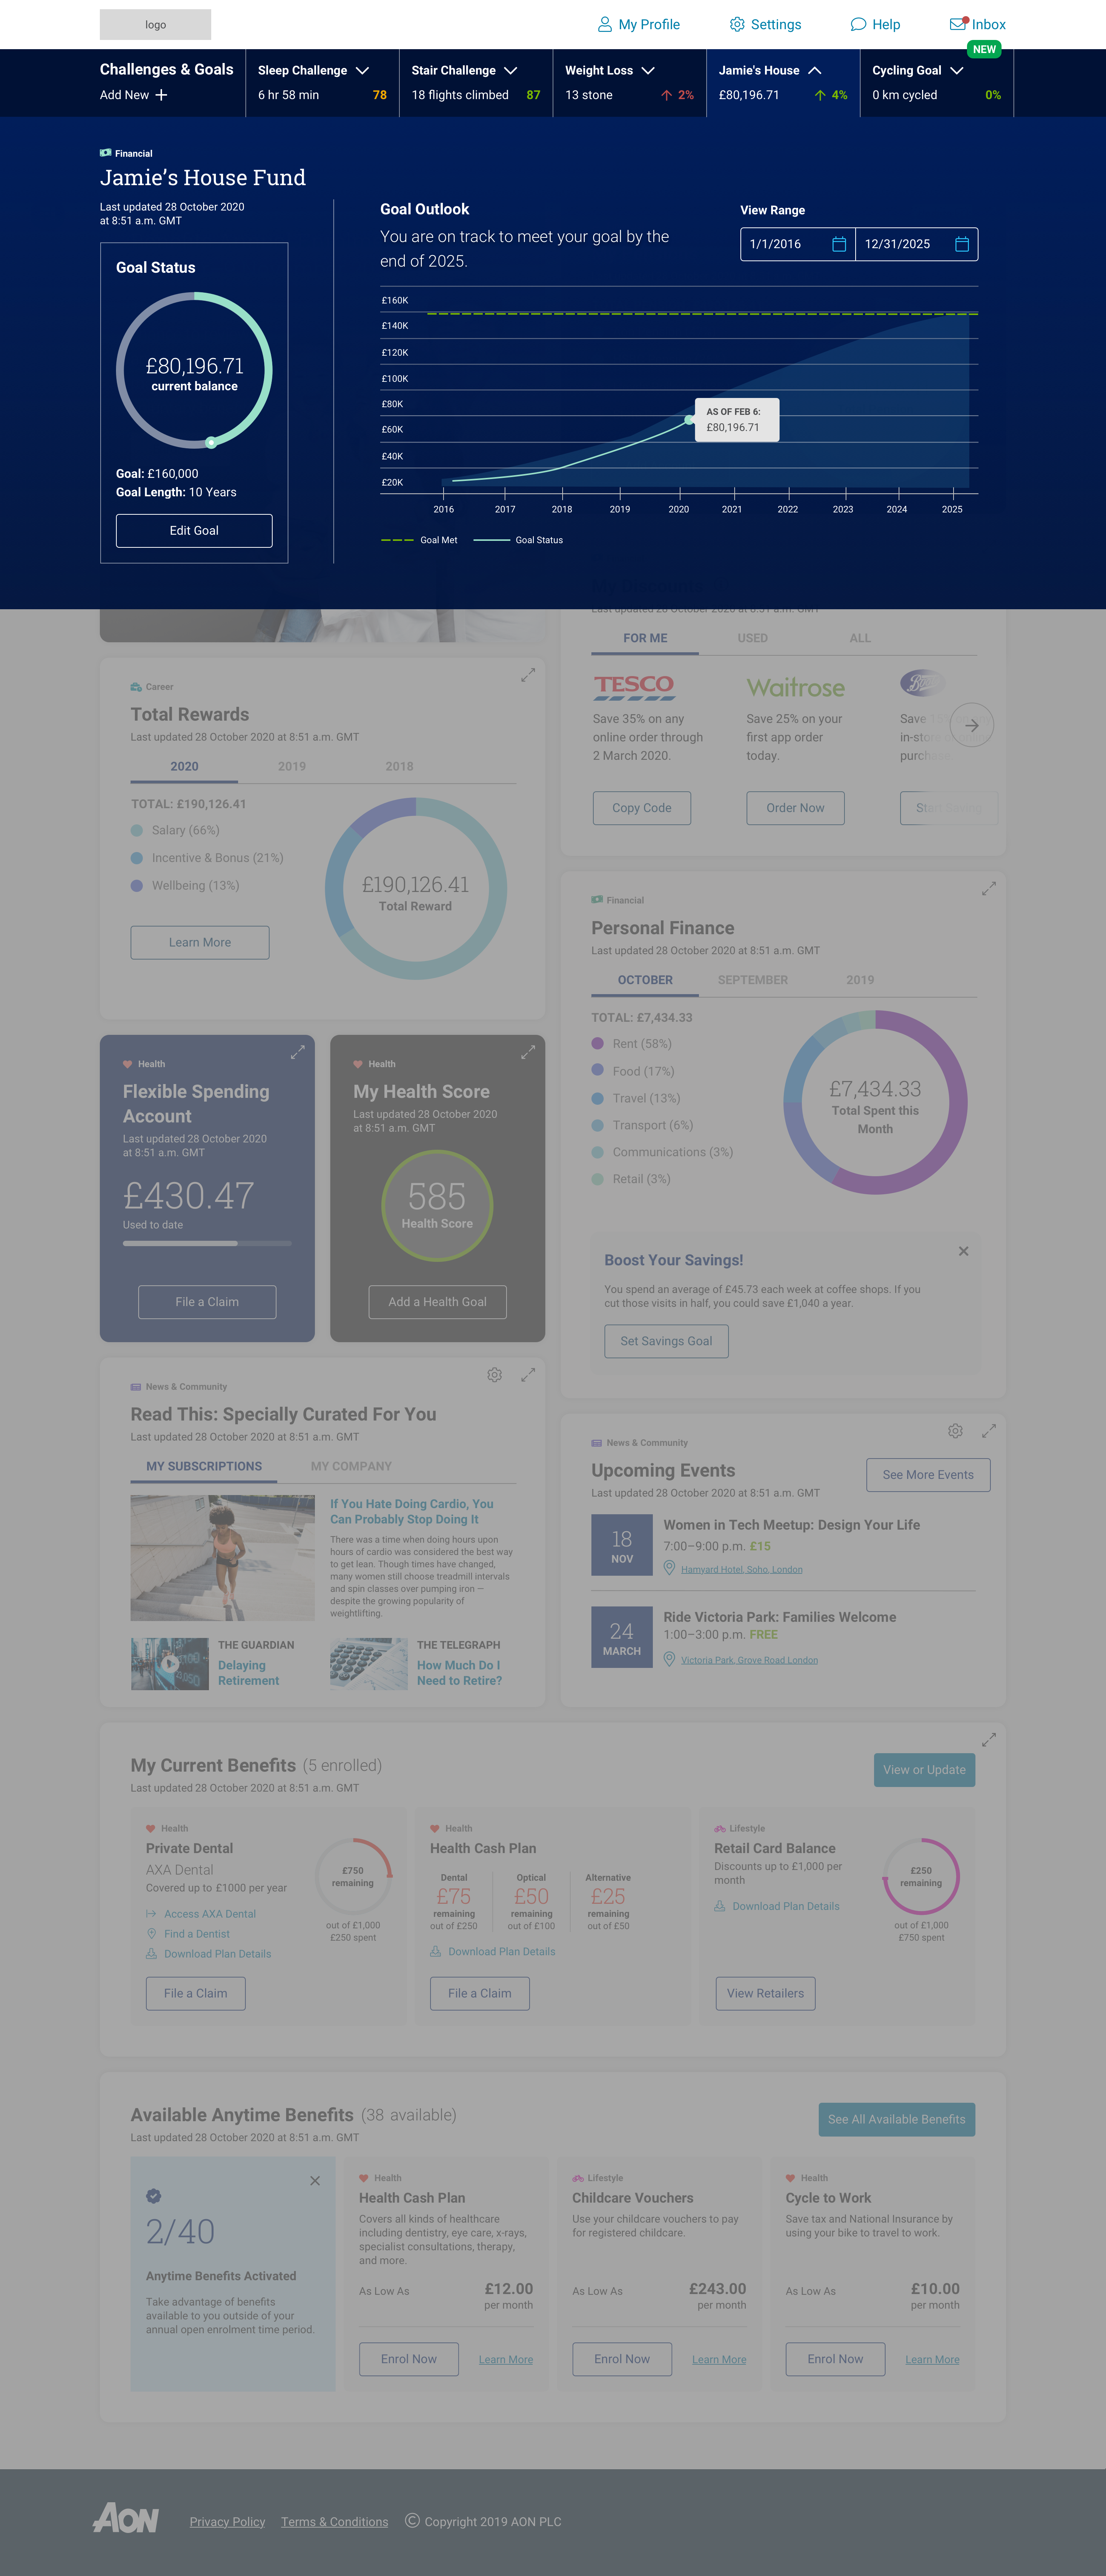 logo
My Profile
Settings
Help
Inbox
NEW
Challenges & Goals
Add New
Sleep Challenge
6 hr 58 min 78
Stair Challenge
18 flights climbed 87
Weight Loss
13 stone 2%
Jamie's House
£80,196.71 4%
Cycling Goal
0 km cycled 0%
Financial
Jamie’s House Fund
Last updated 28 October 2020
at 8:51 a.m. GMT
Goal Status
£80,196.71
current balance
Goal: £160,000
Goal Length: 10 Years
Edit Goal
Goal Outlook
You are on track to meet your goal by the
end of 2025.
View Range
1/1/2016
12/31/2025
£160K
£140K
£120K
£100K
£80K
£60K
£40K
£20K
AS OF FEB 6:
£80,196.71
2016 2017 2018 2019 2020 2021 2022 2023 2024 2025
Goal Met
Goal Status
Last updated 28 October 2020 at 8:51 a.m. GMT
FOR ME USED ALL
TESCO
Save 35% on any
online order through
2 March 2020.
Copy Code
Waitrose
Save 25% on your
first app order
today.
Order Now
Boots
Save
in-store
purchase
Career
Total Rewards
Last updated 28 October 2020 at 8:51 a.m. GMT
2020 2019 2018
TOTAL: £190,126.41
Salary (66%)
Incentive & Bonus (21%)
Wellbeing (13%)
Learn More
£190,126.41
Total Reward
Financial
Personal Finance
Last updated 28 October 2020 at 8:51 a.m. GMT
OCTOBER SEPTEMBER 2019
TOTAL: £7,434.33
Rent (58%)
Food (17%)
Travel (13%)
Transport (6%)
Communications (3%)
Retail (3%)
£7,434.33
Total Spent this
Month
Boost Your Savings!
You spend an average of £45.73 each week at coffee shops. If you
cut those visits in half, you could save £1,040 a year.
Set Savings Goal
Health
Flexible Spending
Account
Last updated 28 October 2020
at 8:51 a.m. GMT
£430.47
Used to date
File a Claim
Health
My Health Score
Last updated 28 October 2020
at 8:51 a.m. GMT
585
Health Score
Add a Health Goal
News & Community
Read This: Specially Curated For You
Last updated 28 October 2020 at 8:51 a.m. GMT
MY SUBSCRIPTIONS MY COMPANY
If You Hate Doing Cardio, You
Can Probably Stop Doing It
There was a time when doing hours upon
hours of cardio was considered the best way
to get lean. Though times have changed,
many women still choose treadmill intervals
and spin classes over pumping iron —
despite the growing popularity of
weightlifting.
THE GUARDIAN
Delaying
Retirement
THE TELEGRAPH
How Much Do I
Need to Retire?
News & Community
Upcoming Events
Last updated 28 October 2020 at 8:51 a.m. GMT
See More Events
18
NOV
Women in Tech Meetup: Design Your Life
7:00–9:00 p.m. £15
Hamyard Hotel, Soho, London
24
MARCH
Ride Victoria Park: Families Welcome
1:00–3:00 p.m. FREE
Victoria Park, Grove Road London
My Current Benefits (5 enrolled)
Last updated 28 October 2020 at 8:51 a.m. GMT
View or Update
Health
Private Dental
AXA Dental
Covered up to £1000 per year
Access AXA Dental
Find a Dentist
Download Plan Details
File a Claim
£750
remaining
out of £1,000
£250 spent
Health
Health Cash Plan
Dental
£75
remaining
out of £250
Optical
£50
remaining
out of £100
Alternative
£25
remaining
out of £50
Download Plan Details
File a Claim
Lifestyle
Retail Card Balance
Discounts up to £1,000 per
month
Download Plan Details
View Retailers
£250
remaining
out of £1,000
£750 spent
Available Anytime Benefits (38 available)
Last updated 28 October 2020 at 8:51 a.m. GMT
See All Available Benefits
2/40
Anytime Benefits Activated
Take advantage of benefits
available to you outside of your
annual open enrolment time period.
Health
Health Cash Plan
Covers all kinds of healthcare
including dentistry, eye care, x-rays,
specialist consultations, therapy,
and more.
As Low As £12.00
per month
Enrol Now
Learn More
Lifestyle
Childcare Vouchers
Use your childcare vouchers to pay
for registered childcare.
As Low As £243.00
per month
Enrol Now
Learn More
Health
Cycle to Work
Save tax and National Insurance by
using your bike to travel to work.
As Low As £10.00
per month
Enrol Now
Learn More
AON
Privacy Policy
Terms & Conditions
© Copyright 2019 AON PLC